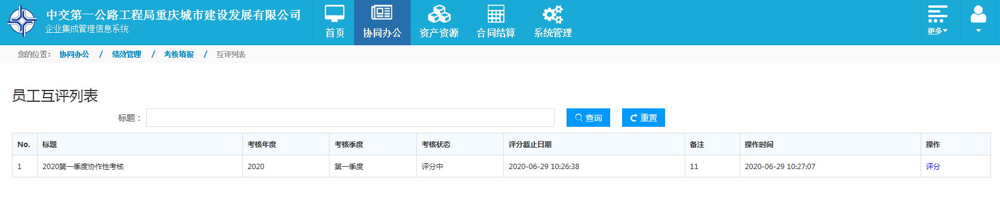 中交第一公路工程局重庆城市建设发展有限公司
企业集成管理信息系统
首页 协同办公 资产资源 合同结算 系统管理 更多
您的位置： 协同办公 / 绩效管理 / 考核填报 / 互评列表
员工互评列表
标题： 查询 重置
No. 标题 考核年度 考核季度 考核状态 评分截止日期 备注 操作时间 操作
1 2020第一季度协作性考核 2020 第一季度 评分中 2020-06-29 10:26:38 11 2020-06-29 10:27:07 评分